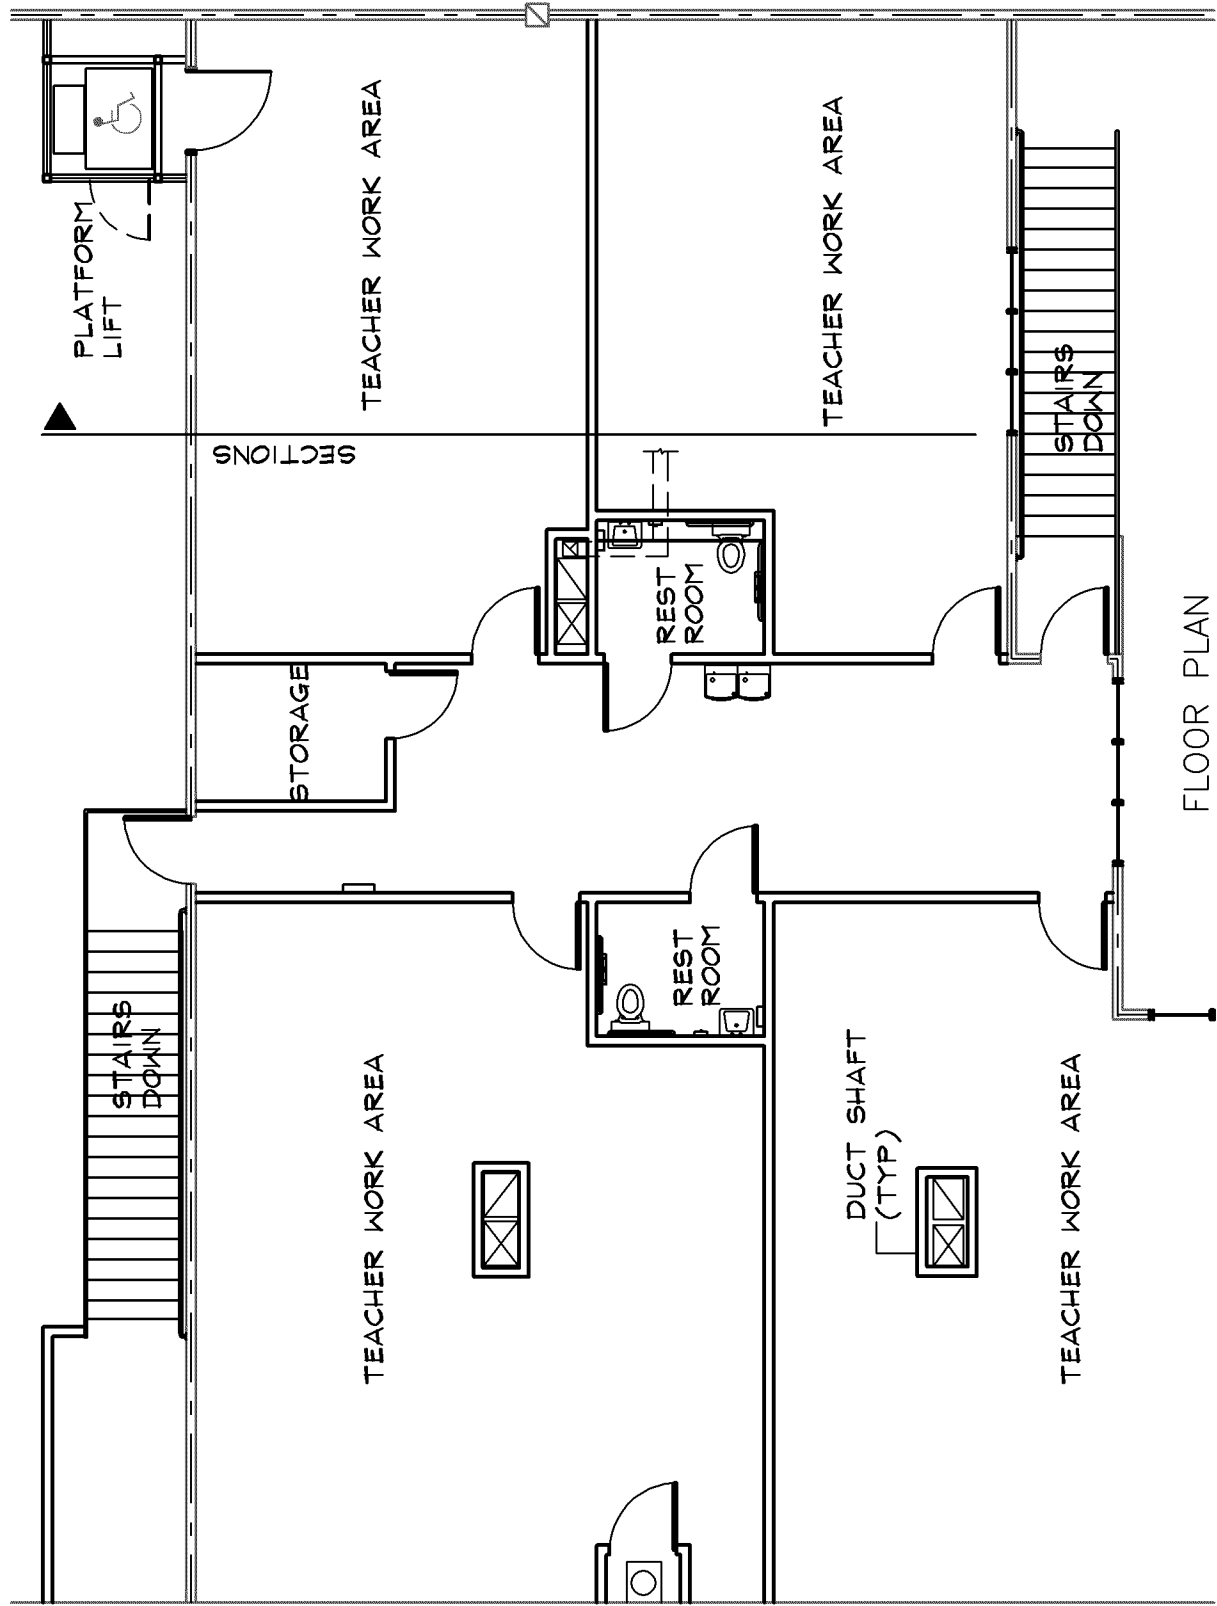 PLATFORM
LIFT
TEACHER WORK AREA
TEACHER WORK AREA
SECTIONS
STAIRS
DOWN
REST
ROOM
STORAGE
FLOOR PLAN
REST
ROOM
STAIRS
DOWN
TEACHER WORK AREA
DUCT SHAFT
(TYP)
TEACHER WORK AREA